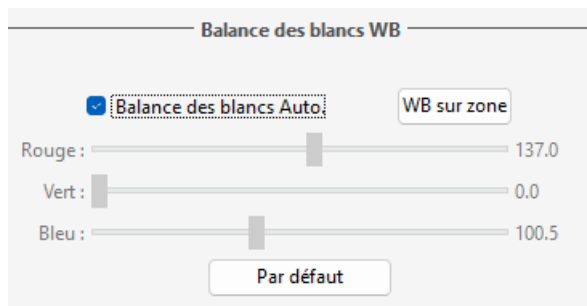 Balance des blancs WB
Balance des blancs Auto.
WB sur zone
Rouge : 137.0
Vert : 0.0
Bleu : 100.5
Par défaut